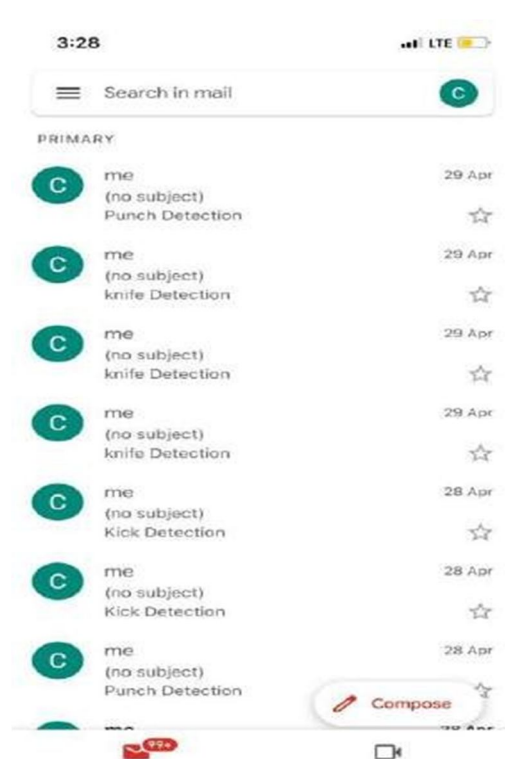 3:28 LTE
Search in mail C
PRIMARY
C me 29 Apr
(no subject)
Punch Detection
C me 29 Apr
(no subject)
knife Detection
C me 29 Apr
(no subject)
knife Detection
C me 29 Apr
(no subject)
knife Detection
C me 28 Apr
(no subject)
Kick Detection
C me 28 Apr
(no subject)
Kick Detection
C me 28 Apr
(no subject)
Punch Detection
Compose
me 28 Apr
99+